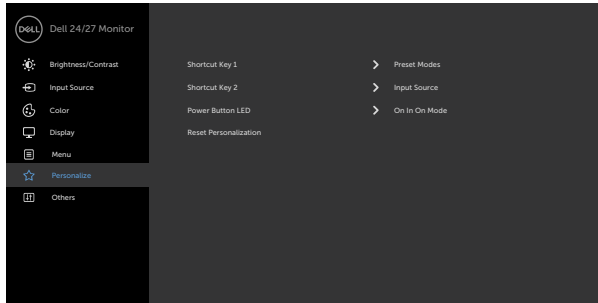 DELL Dell 24/27 Monitor
Brightness/Contrast Shortcut Key 1 Preset Modes
Input Source Shortcut Key 2 Input Source
Color Power Button LED On In On Mode
Display Reset Personalization
Menu
Personalize
Others